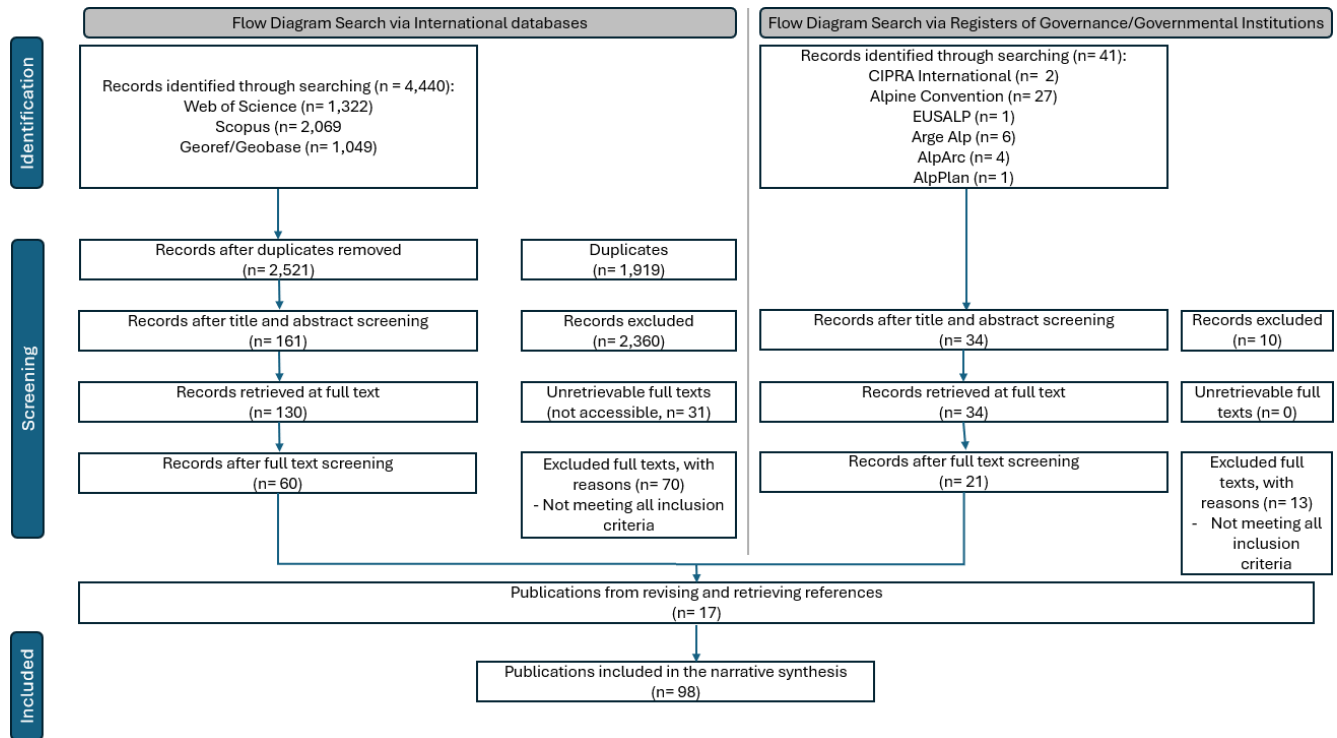 Flow Diagram Search via International databases
Flow Diagram Search via Registers of Governance/Governmental Institutions
Identification
Records identified through searching (n = 4,440):
Web of Science (n= 1,322)
Scopus (n= 2,069
Georef/Geobase (n= 1,049)
Records identified through searching (n= 41):
CIPRA International (n=  2)
Alpine Convention (n= 27)
EUSALP (n= 1)
Arge Alp (n= 6)
AlpArc (n= 4)
AlpPlan (n= 1)
Screening
Records after duplicates removed
(n= 2,521)
Duplicates
(n= 1,919)
Records after title and abstract screening
(n= 161)
Records excluded
(n= 2,360)
Records after title and abstract screening
(n= 34)
Records excluded
(n= 10)
Records retrieved at full text
(n= 130)
Unretrievable full texts
(not accessible, n= 31)
Records retrieved at full text
(n= 34)
Unretrievable full
texts (n= 0)
Records after full text screening
(n= 60)
Excluded full texts, with
reasons (n= 70)
- Not meeting all inclusion
criteria
Records after full text screening
(n= 21)
Excluded full
texts, with
reasons (n= 13)
- Not meeting all
inclusion
criteria
Publications from revising and retrieving references
(n= 17)
Included
Publications included in the narrative synthesis
(n= 98)